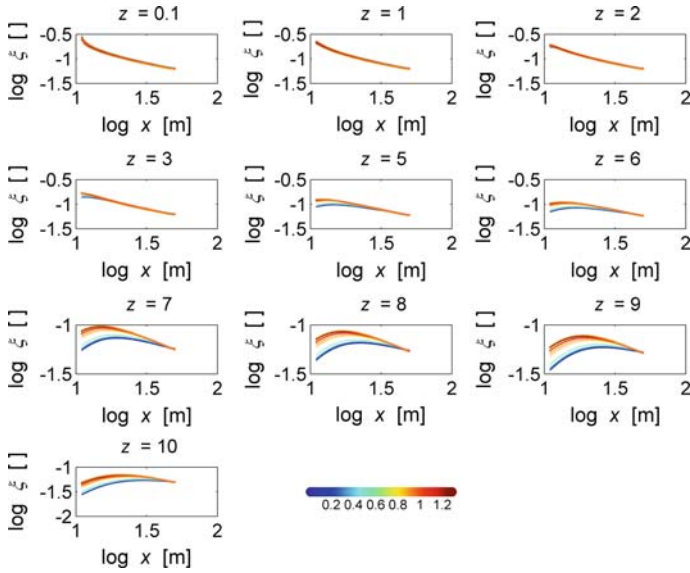 z = 0.1
z = 1
z = 2
-0.5
-1
-1.5
log ξ [ ]
1
1.5
2
log x [m]
-0.5
-1
-1.5
log ξ [ ]
1
1.5
2
log x [m]
-0.5
-1
-1.5
log ξ [ ]
1
1.5
2
log x [m]
z = 3
z = 5
z = 6
-0.5
-1
-1.5
log ξ [ ]
1
1.5
2
log x [m]
-0.5
-1
-1.5
log ξ [ ]
1
1.5
2
log x [m]
-0.5
-1
-1.5
log ξ [ ]
1
1.5
2
log x [m]
z = 7
z = 8
z = 9
-1
-1.5
log ξ [ ]
1
1.5
2
log x [m]
-1
-1.5
log ξ [ ]
1
1.5
2
log x [m]
-1
-1.5
log ξ [ ]
1
1.5
2
log x [m]
z = 10
-1
-1.5
-2
log ξ [ ]
1
1.5
2
log x [m]
0.2 0.4 0.6 0.8 1 1.2